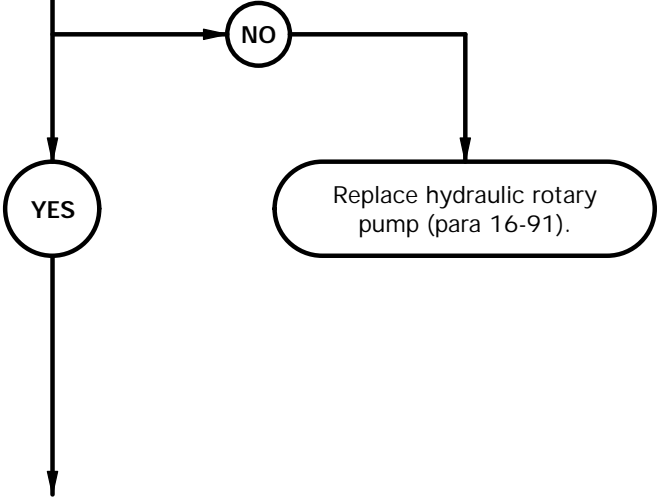 NO
YES
Replace hydraulic rotary
pump (para 16-91).